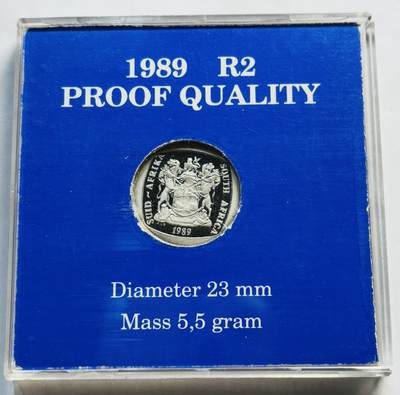 1989 R2
PROOF QUALITY
SUID-AFRIKA SOUTH AFRICA
1989
Diameter 23 mm
Mass 5,5 gram